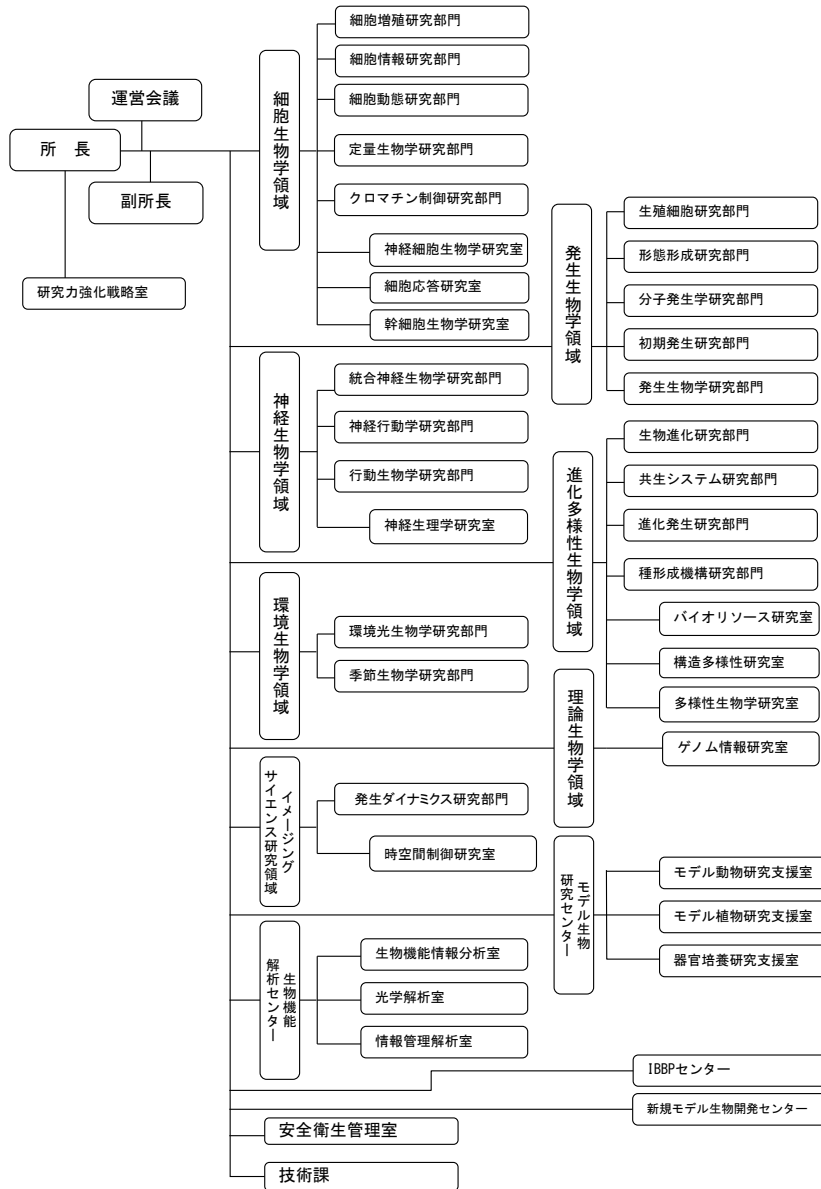 運営会議
所　長
副所長
研究力強化戦略室
細胞生物学領域
細胞増殖研究部門
細胞情報研究部門
細胞動態研究部門
定量生物学研究部門
クロマチン制御研究部門
神経細胞生物学研究室
細胞応答研究室
幹細胞生物学研究室
発生生物学領域
生殖細胞研究部門
形態形成研究部門
分子発生学研究部門
初期発生研究部門
発生生物学研究部門
神経生物学領域
統合神経生物学研究部門
神経行動学研究部門
行動生物学研究部門
神経生理学研究室
進化多様性生物学領域
生物進化研究部門
共生システム研究部門
進化発生研究部門
種形成機構研究部門
バイオリソース研究室
構造多様性研究室
多様性生物学研究室
環境生物学領域
環境光生物学研究部門
季節生物学研究部門
理論生物学領域
ゲノム情報研究室
イメージング
サイエンス研究領域
発生ダイナミクス研究部門
時空間制御研究室
モデル生物
研究センター
モデル動物研究支援室
モデル植物研究支援室
器官培養研究支援室
生物機能
解析センター
生物機能情報分析室
光学解析室
情報管理解析室
IBBPセンター
新規モデル生物開発センター
安全衛生管理室
技術課